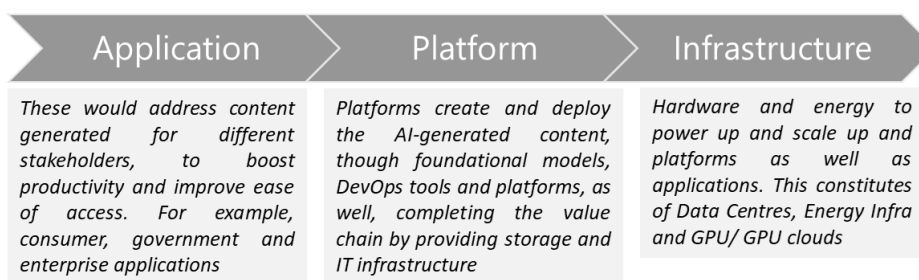 Application
Platform
Infrastructure
These would address content
generated for different
stakeholders, to boost
productivity and improve ease
of access. For example,
consumer, government and
enterprise applications
Platforms create and deploy
the AI-generated content,
though foundational models,
DevOps tools and platforms, as
well, completing the value
chain by providing storage and
IT infrastructure
Hardware and energy to
power up and scale up and
platforms as well as
applications. This constitutes
of Data Centres, Energy Infra
and GPU/ GPU clouds